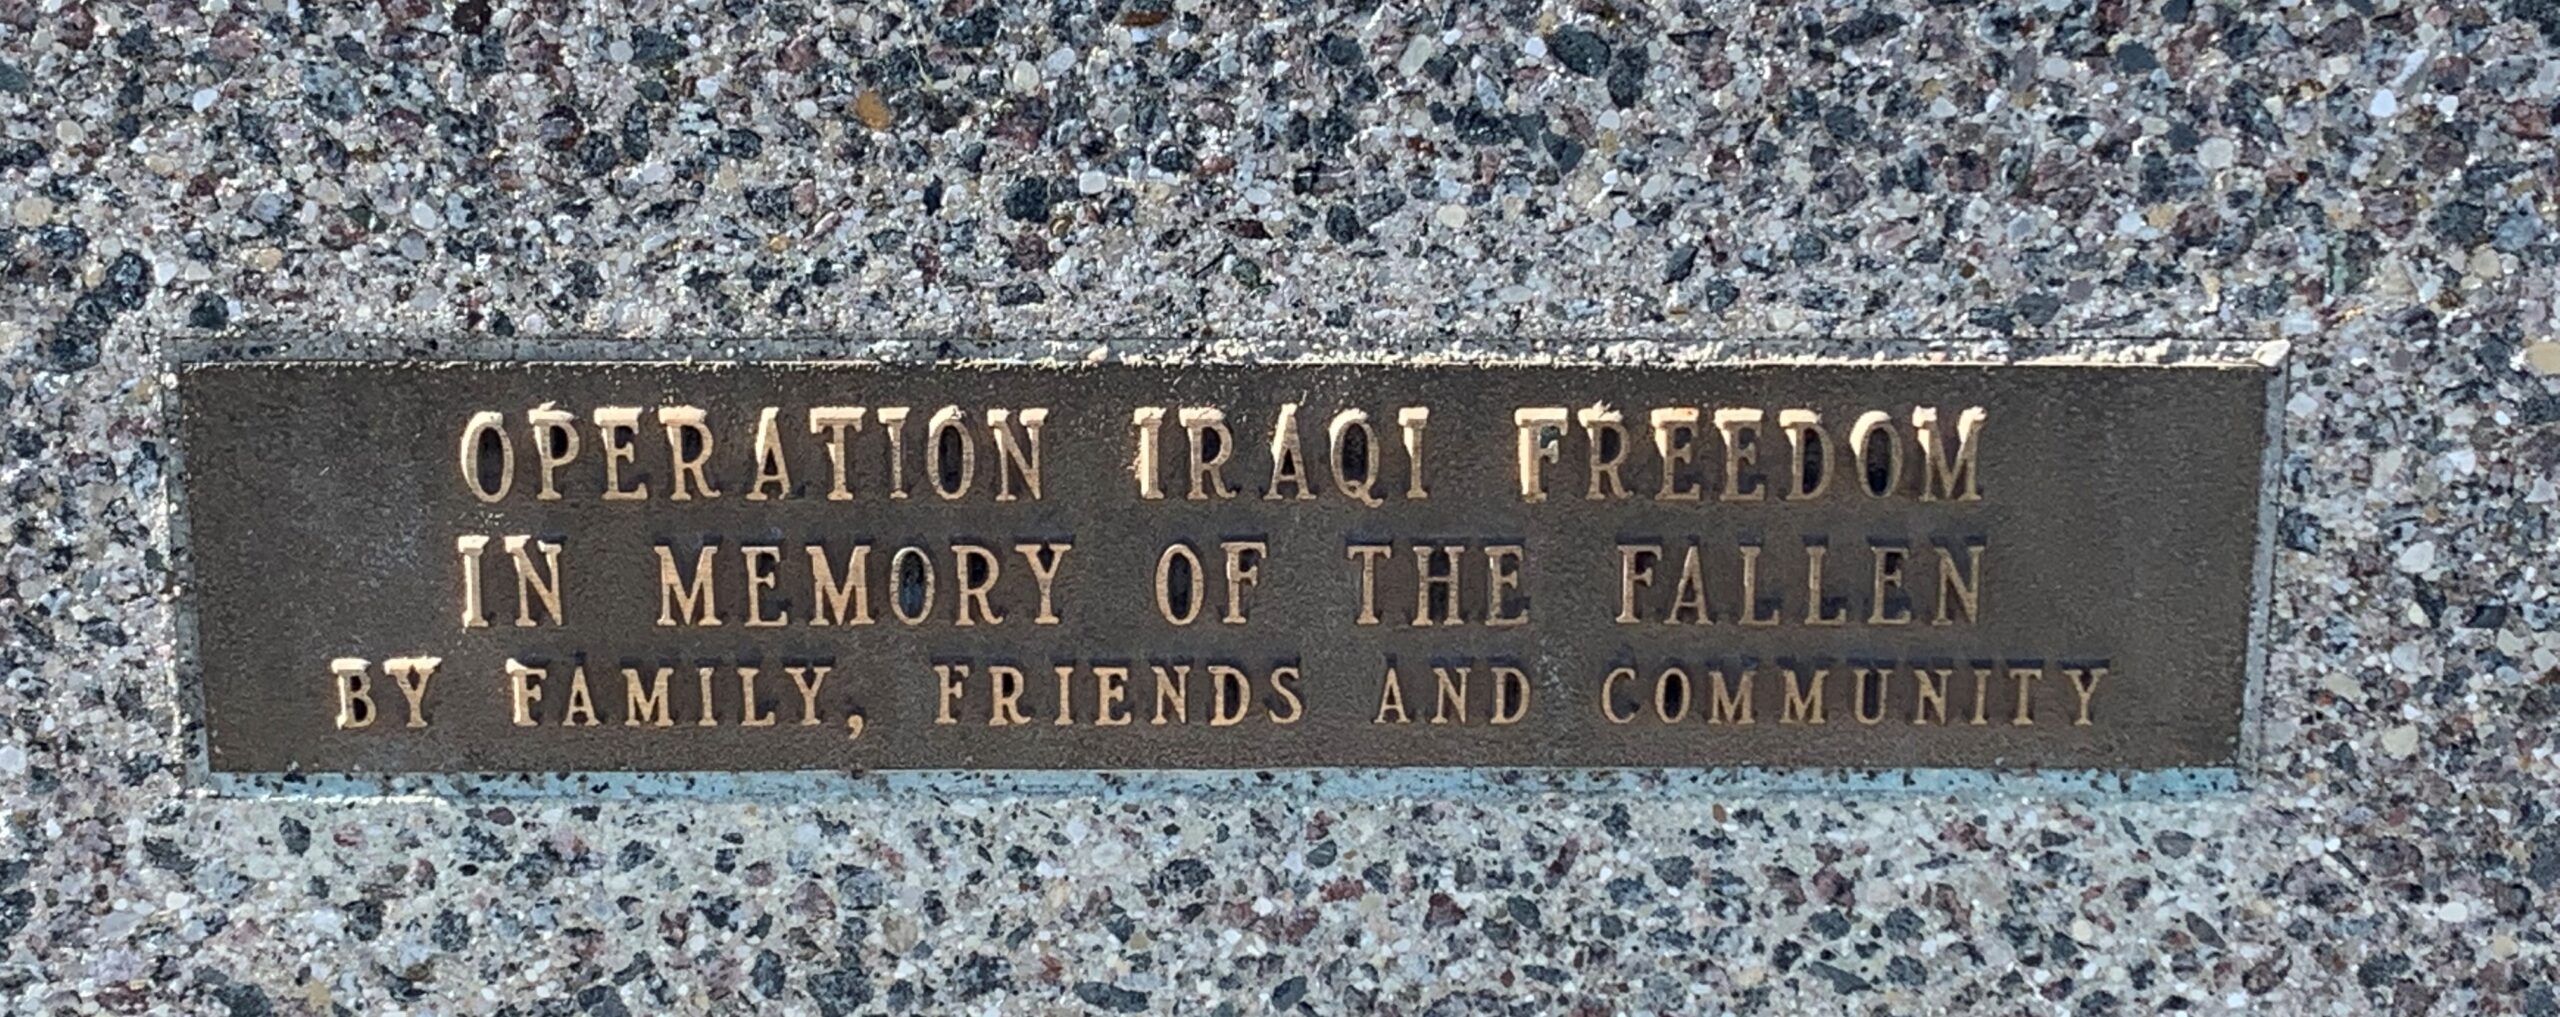 OPERATION IRAQI FREEDOM
IN MEMORY OF THE FALLEN
BY FAMILY, FRIENDS AND COMMUNITY